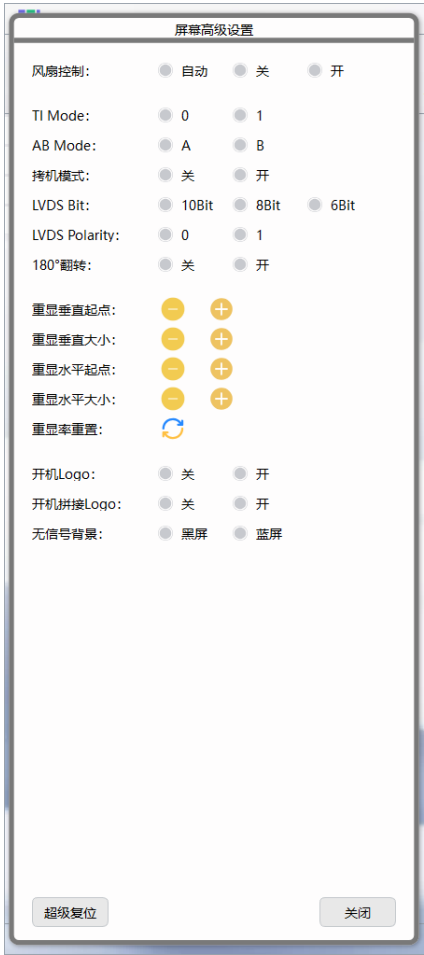 屏幕高级设置
风扇控制： 自动 关 开
TI Mode： 0 1
AB Mode： A B
拷机模式： 关 开
LVDS Bit： 10Bit 8Bit 6Bit
LVDS Polarity： 0 1
180°翻转： 关 开
重显垂直起点：
重显垂直大小：
重显水平起点：
重显水平大小：
重显率重置：
开机Logo： 关 开
开机拼接Logo： 关 开
无信号背景： 黑屏 蓝屏
超级复位 关闭